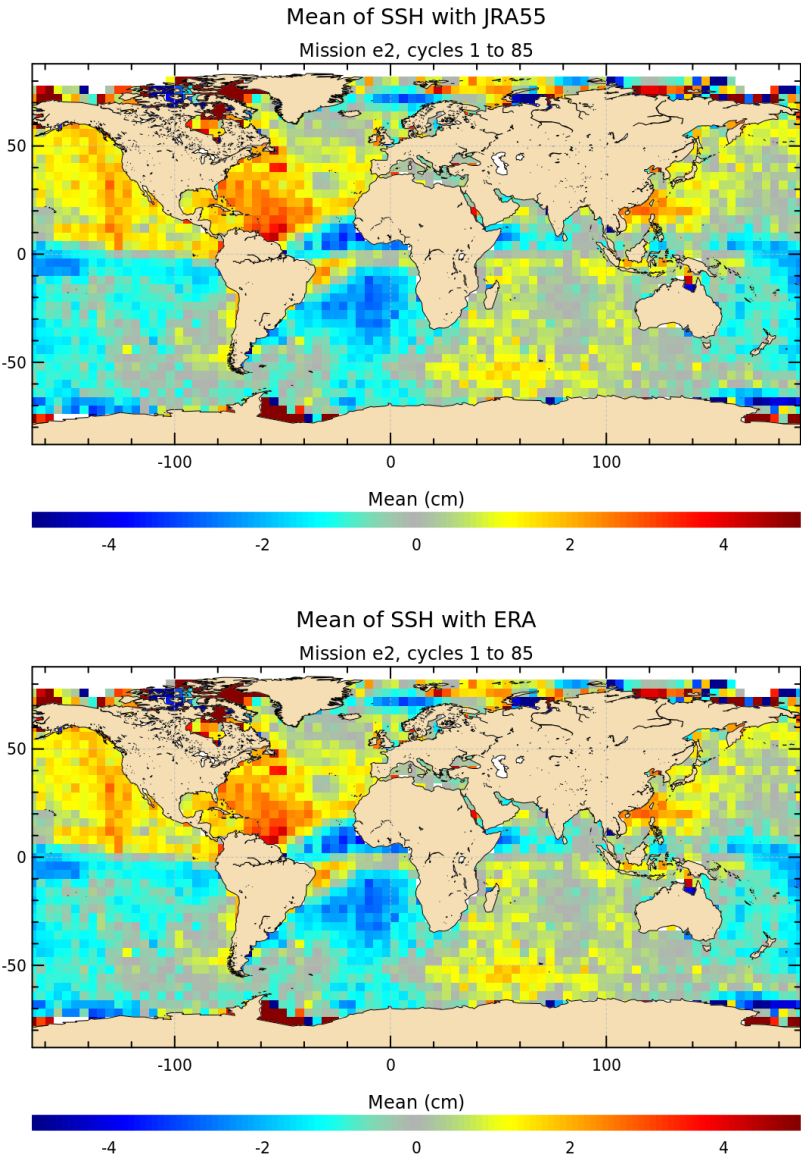 Mean of SSH with JRA55
Mission e2, cycles 1 to 85
50
0
-50
-100 0 100
Mean (cm)
-4 -2 0 2 4
Mean of SSH with ERA
Mission e2, cycles 1 to 85
50
0
-50
-100 0 100
Mean (cm)
-4 -2 0 2 4